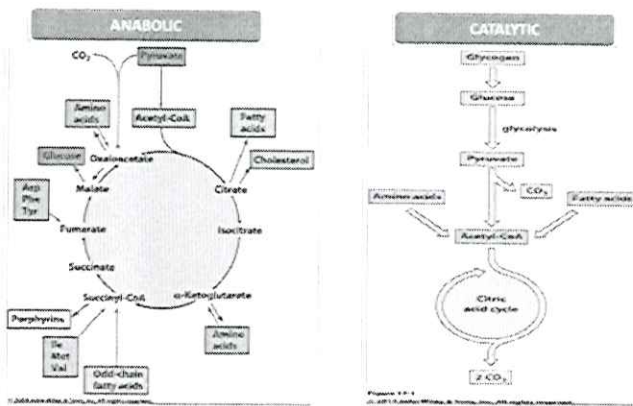 ANABOLIC
CO2
Pyruvate
Amino
acids
Acetyl-CoA
Fatty
acids
Glucose
Oxaloacetate
Cholesterol
Malate
Citrate
Asp
Phe
Tyr
Fumerate
Isocitrate
Succinate
Succinyl-CoA
α-Ketoglutarate
Porphyrins
Ile
Met
Val
Amino
acids
Odd-chain
fatty acids
CATALYTIC
Glycogen
Glucose
glycolysis
Pyruvate
CO2
Amino acids
Fatty acids
Acetyl-CoA
Citric
acid cycle
2 CO2